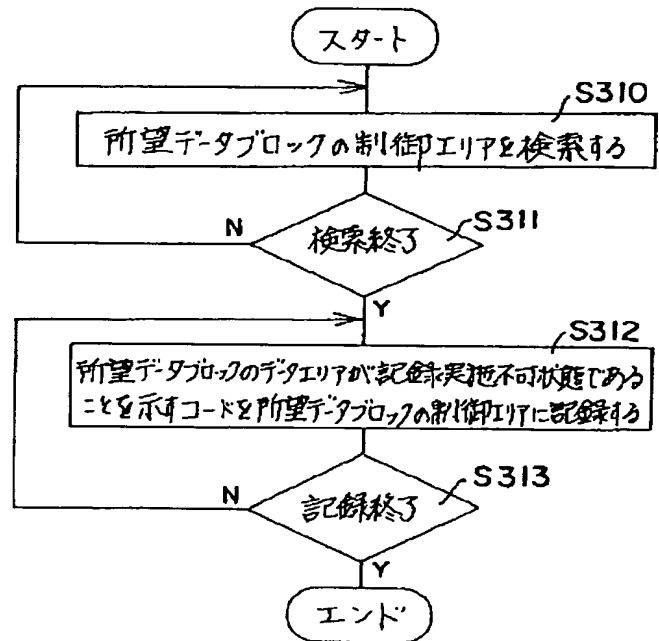 スタート
S310
所望データブロックの制御エリアを検索する
N
検索終了
S311
Y
S312
所望データブロックのデータエリアが記録実施不可状態である
ことを示すコードを所望データブロックの制御エリアに記録する
N
記録終了
S313
Y
エンド